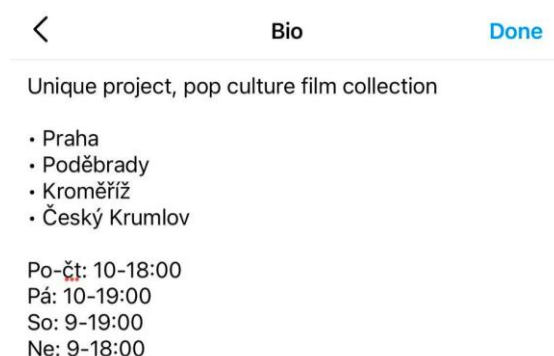 Bio
Done
Unique project, pop culture film collection
• Praha
• Poděbrady
• Kroměříž
• Český Krumlov
Po-čt: 10-18:00
Pá: 10-19:00
So: 9-19:00
Ne: 9-18:00